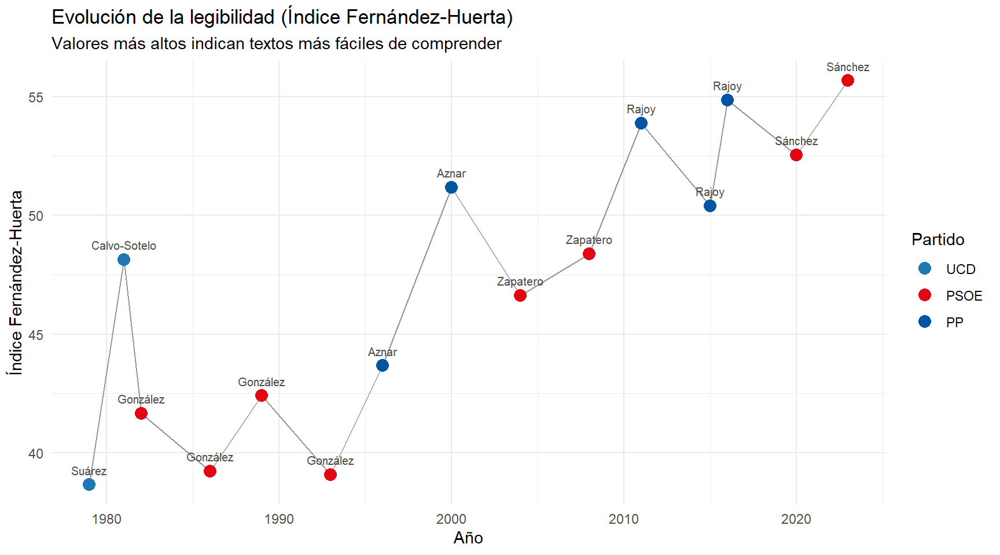 Evolución de la legibilidad (Índice Fernández-Huerta)
Valores más altos indican textos más fáciles de comprender
Índice Fernández-Huerta
55
50
45
40
Sánchez
Rajoy
Rajoy
Sánchez
Aznar
Rajoy
Zapatero
Calvo-Sotelo
Zapatero
Aznar
González
González
González
González
Suárez
1980
1990
2000
2010
2020
Año
Partido
UCD
PSOE
PP